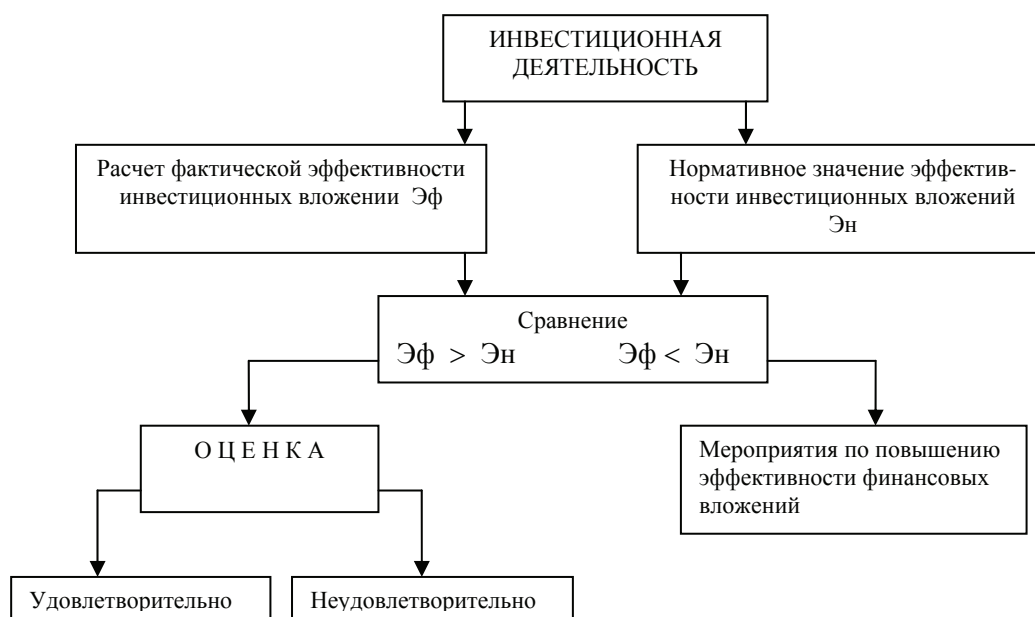 ИНВЕСТИЦИОННАЯ
ДЕЯТЕЛЬНОСТЬ
Расчет фактической эффективности
инвестиционных вложении Эф
Нормативное значение эффектив-
ности инвестиционных вложений
Эн
Сравнение
Эф > Эн Эф < Эн
О Ц Е Н К А
Мероприятия по повышению
эффективности финансовых
вложений
Удовлетворительно
Неудовлетворительно